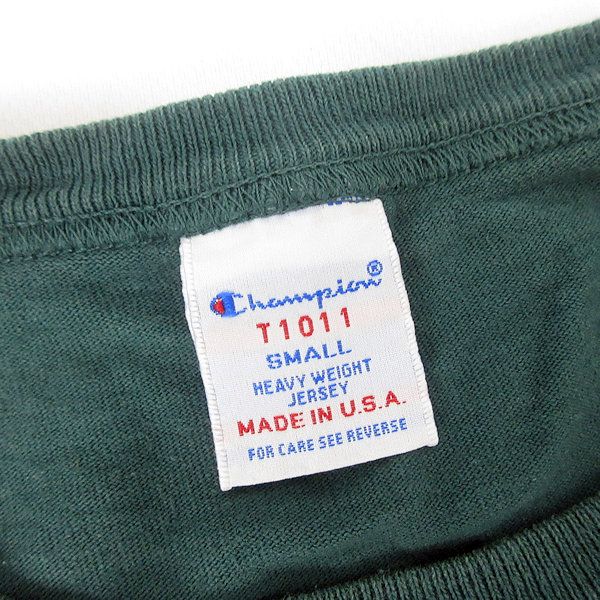 Champion®
T1011
SMALL
HEAVY WEIGHT
JERSEY
MADE IN U.S.A.
FOR CARE SEE REVERSE